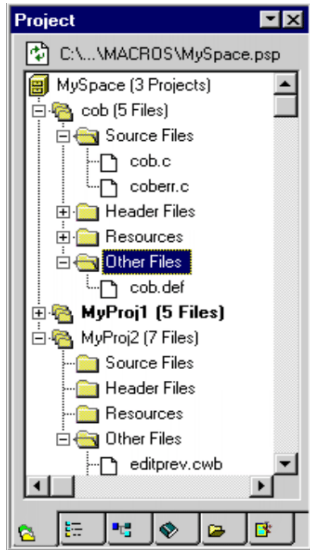 Project
C:\...\MACROS\MySpace.psp
MySpace (3 Projects)
cob (5 Files)
Source Files
cob.c
coberr.c
Header Files
Resources
Other Files
cob.def
MyProj1 (5 Files)
MyProj2 (7 Files)
Source Files
Header Files
Resources
Other Files
editprev.cwb